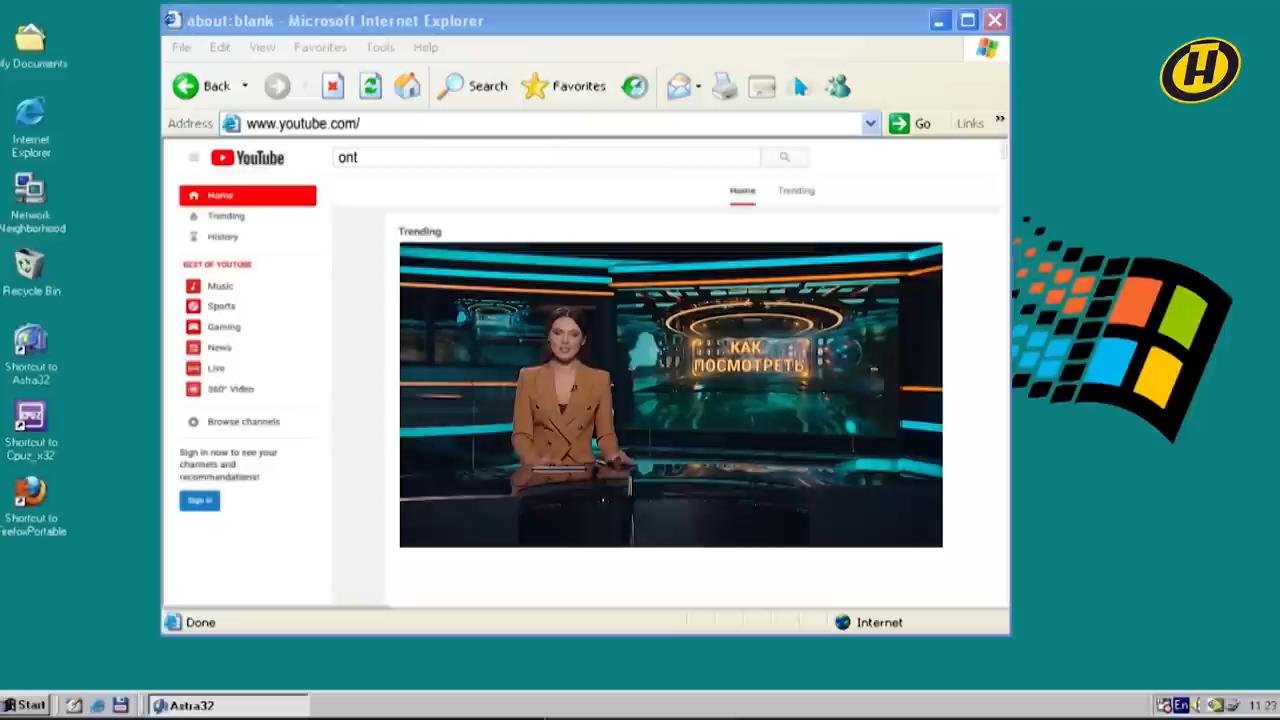 about:blank - Microsoft Internet Explorer
File Edit View Favorites Tools Help
Back Search Favorites
Address www.youtube.com/ Go Links »
YouTube ont
Home Trending
Home
Trending
History
BEST OF YOUTUBE
Music
Sports
Gaming
News
Live
360° Video
Browse channels
Sign in now to see your
channels and
recommendations!
Sign in
Trending
КАК
ПОСМОТРЕТЬ
Done Internet
My Documents
Internet
Explorer
Network
Neighborhood
Recycle Bin
Shortcut to
Astra32
Shortcut to
Cpuz_x32
Shortcut to
FirefoxPortable
H
Start Astra32 En 11:23